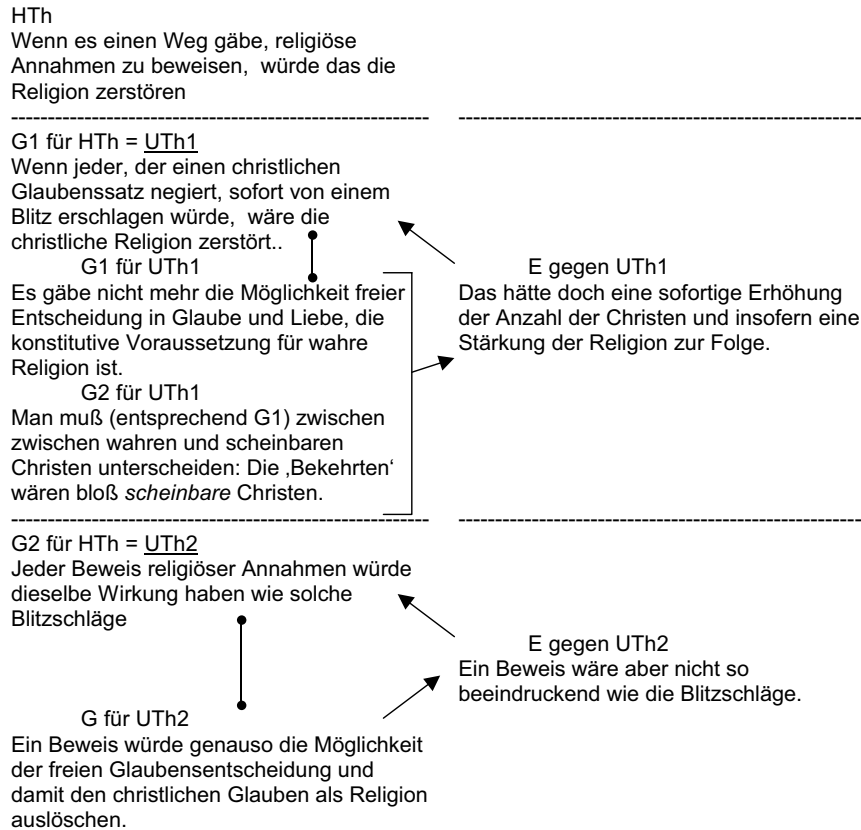 HTh
Wenn es einen Weg gäbe, religiöse
Annahmen zu beweisen, würde das die
Religion zerstören
G1 für HTh = UTh1
Wenn jeder, der einen christlichen
Glaubenssatz negiert, sofort von einem
Blitz erschlagen würde, wäre die
christliche Religion zerstört..
G1 für UTh1
Es gäbe nicht mehr die Möglichkeit freier
Entscheidung in Glaube und Liebe, die
konstitutive Voraussetzung für wahre
Religion ist.
G2 für UTh1
Man muß (entsprechend G1) zwischen
zwischen wahren und scheinbaren
Christen unterscheiden: Die ‚Bekehrten‘
wären bloß scheinbare Christen.
E gegen UTh1
Das hätte doch eine sofortige Erhöhung
der Anzahl der Christen und insofern eine
Stärkung der Religion zur Folge.
G2 für HTh = UTh2
Jeder Beweis religiöser Annahmen würde
dieselbe Wirkung haben wie solche
Blitzschläge
E gegen UTh2
Ein Beweis wäre aber nicht so
beeindruckend wie die Blitzschläge.
G für UTh2
Ein Beweis würde genauso die Möglichkeit
der freien Glaubensentscheidung und
damit den christlichen Glauben als Religion
auslöschen.